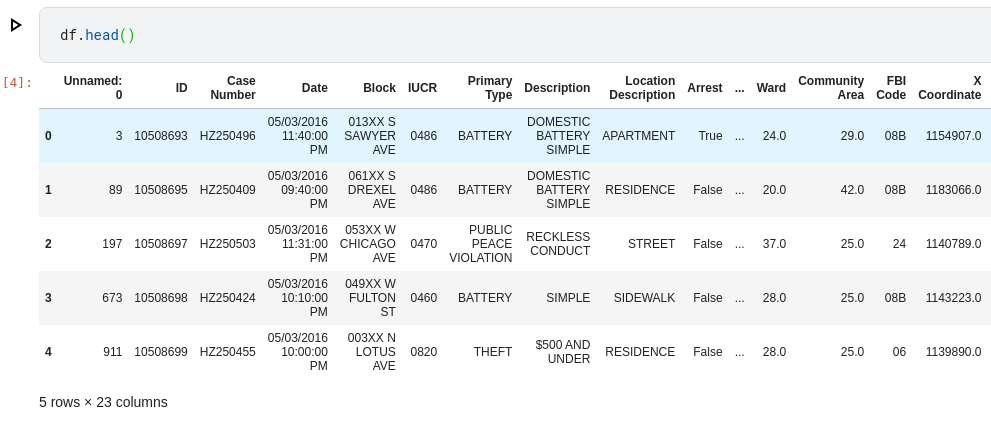 df.head()
[4]:
Unnamed: 0 ID Case Number Date Block IUCR Primary Type Description Location Description Arrest ... Ward Community Area FBI Code X Coordinate
0 3 10508693 HZ250496 05/03/2016 11:40:00 PM 013XX S SAWYER AVE 0486 BATTERY DOMESTIC BATTERY SIMPLE APARTMENT True ... 24.0 29.0 08B 1154907.0
1 89 10508695 HZ250409 05/03/2016 09:40:00 PM 061XX S DREXEL AVE 0486 BATTERY DOMESTIC BATTERY SIMPLE RESIDENCE False ... 20.0 42.0 08B 1183066.0
2 197 10508697 HZ250503 05/03/2016 11:31:00 PM 053XX W CHICAGO AVE 0470 PUBLIC PEACE VIOLATION RECKLESS CONDUCT STREET False ... 37.0 25.0 24 1140789.0
3 673 10508698 HZ250424 05/03/2016 10:10:00 PM 049XX W FULTON ST 0460 BATTERY SIMPLE SIDEWALK False ... 28.0 25.0 08B 1143223.0
4 911 10508699 HZ250455 05/03/2016 10:00:00 PM 003XX N LOTUS AVE 0820 THEFT $500 AND UNDER RESIDENCE False ... 28.0 25.0 06 1139890.0
5 rows × 23 columns